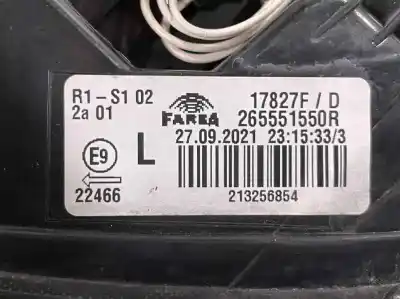 R1-S1 02
2a 01
FAREA
17827F / D
265551550R
27.09.2021 23:15:33/3
E9
L
22466
213256854